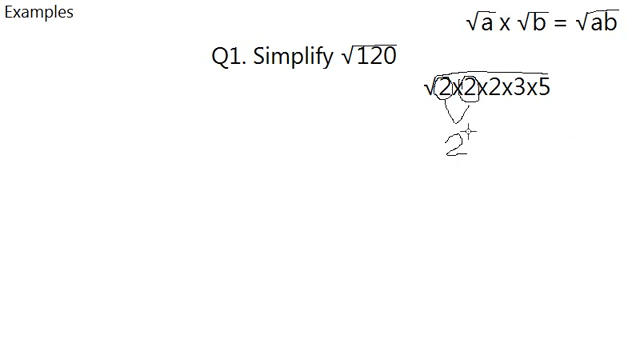 Examples
√a x √b = √ab
Q1. Simplify √120
√2x2x2x3x5
2